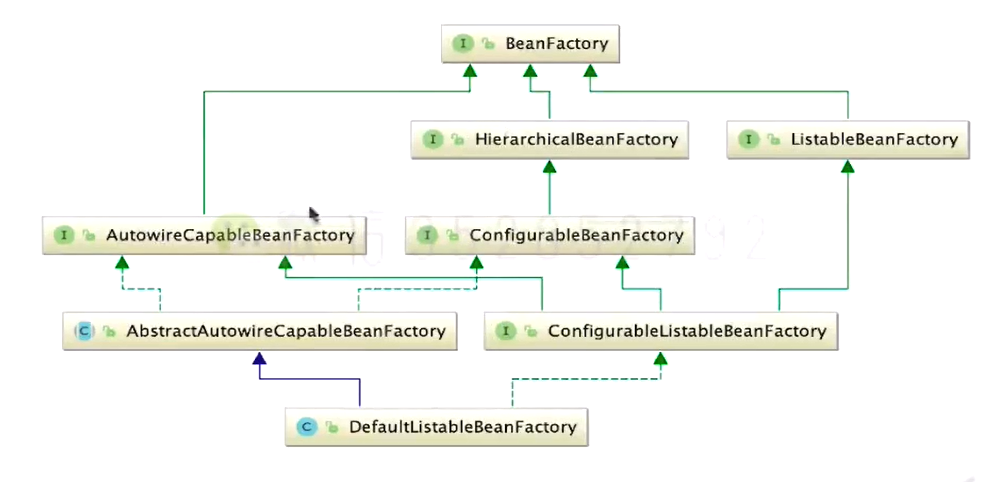 I BeanFactory
I HierarchicalBeanFactory
I ListableBeanFactory
I AutowireCapableBeanFactory
I ConfigurableBeanFactory
C AbstractAutowireCapableBeanFactory
I ConfigurableListableBeanFactory
C DefaultListableBeanFactory